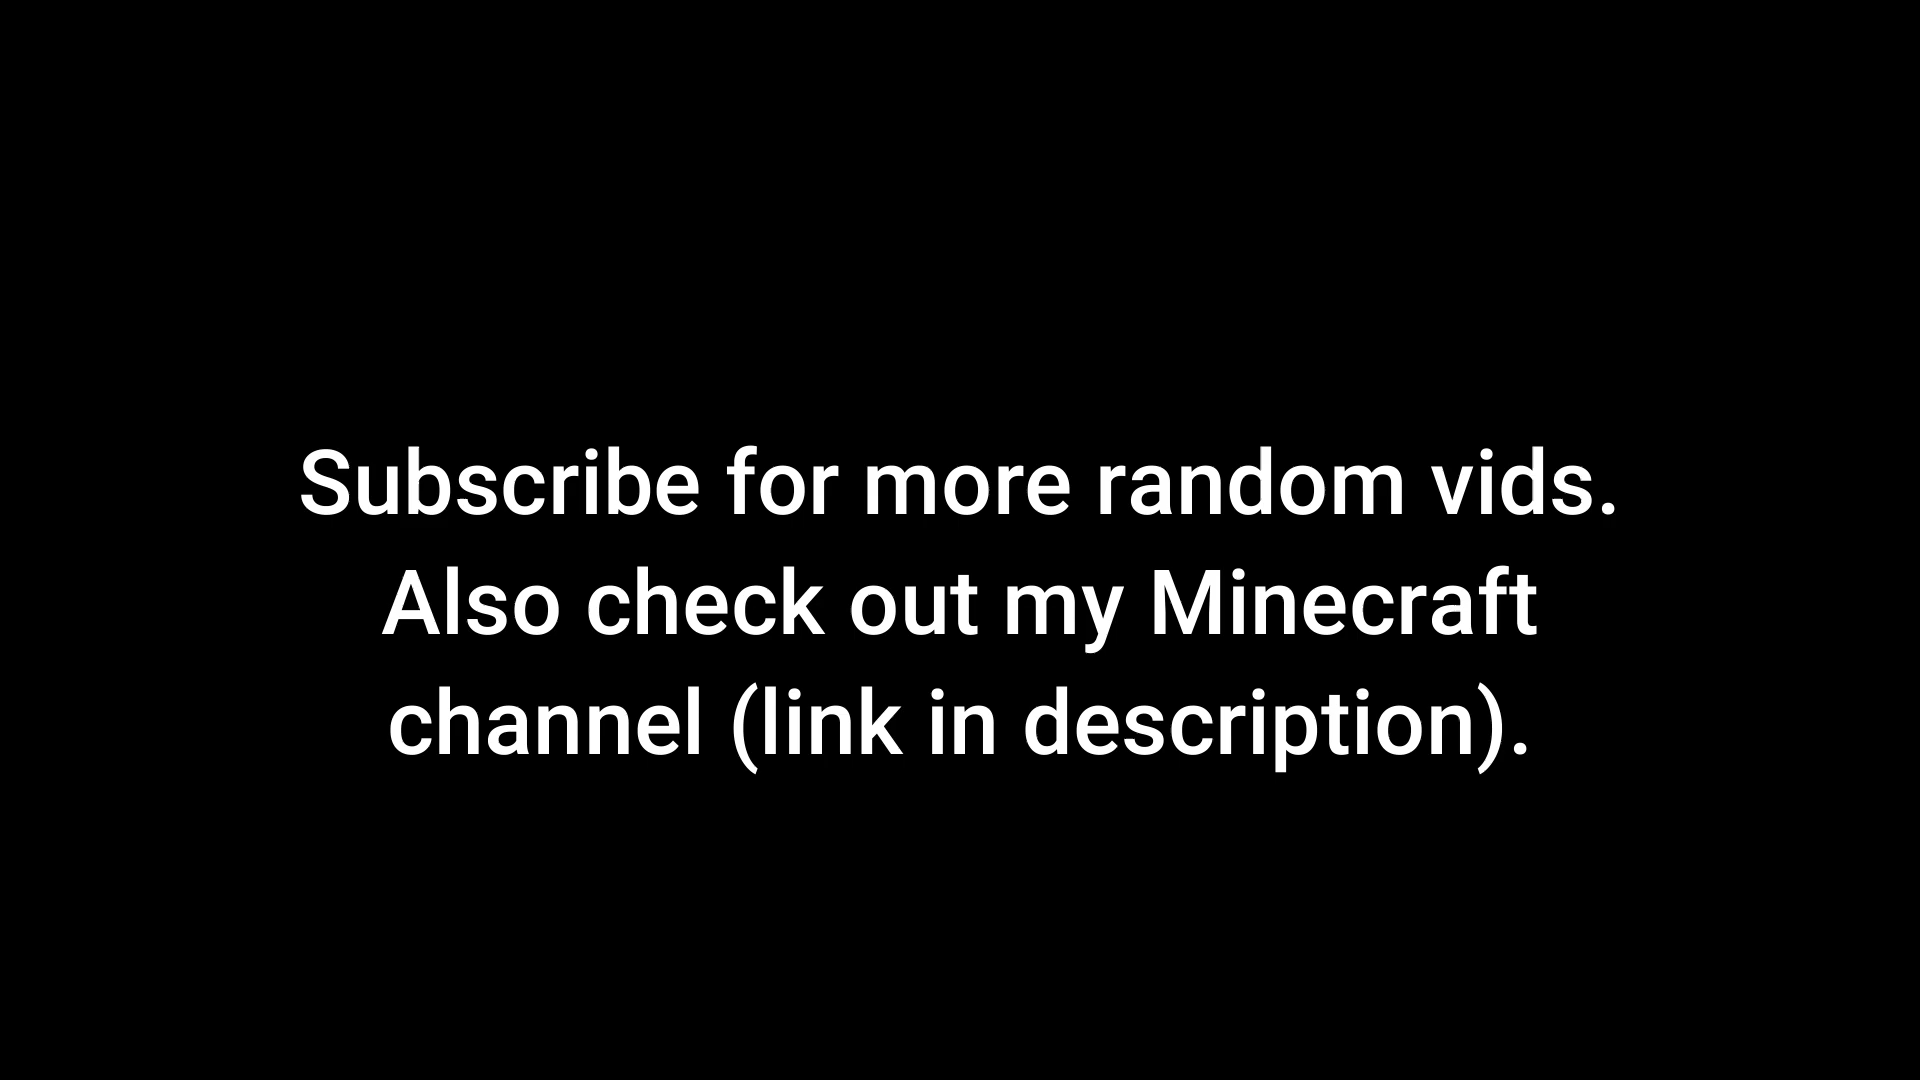 Subscribe for more random vids.
Also check out my Minecraft
channel (link in description).